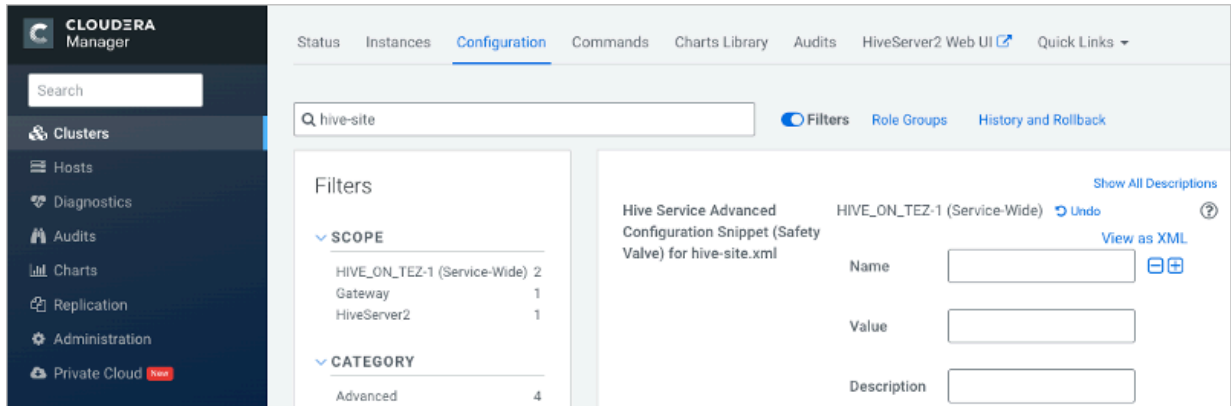 CLOUDERA
Manager
Search
Clusters
Hosts
Diagnostics
Audits
Charts
Replication
Administration
Private Cloud New
Status Instances Configuration Commands Charts Library Audits HiveServer2 Web UI Quick Links
hive-site
Filters Role Groups History and Rollback
Filters
SCOPE
HIVE_ON_TEZ-1 (Service-Wide) 2
Gateway 1
HiveServer2 1
CATEGORY
Advanced 4
Show All Descriptions
Hive Service Advanced
Configuration Snippet (Safety
Valve) for hive-site.xml
HIVE_ON_TEZ-1 (Service-Wide) Undo
View as XML
Name
Value
Description